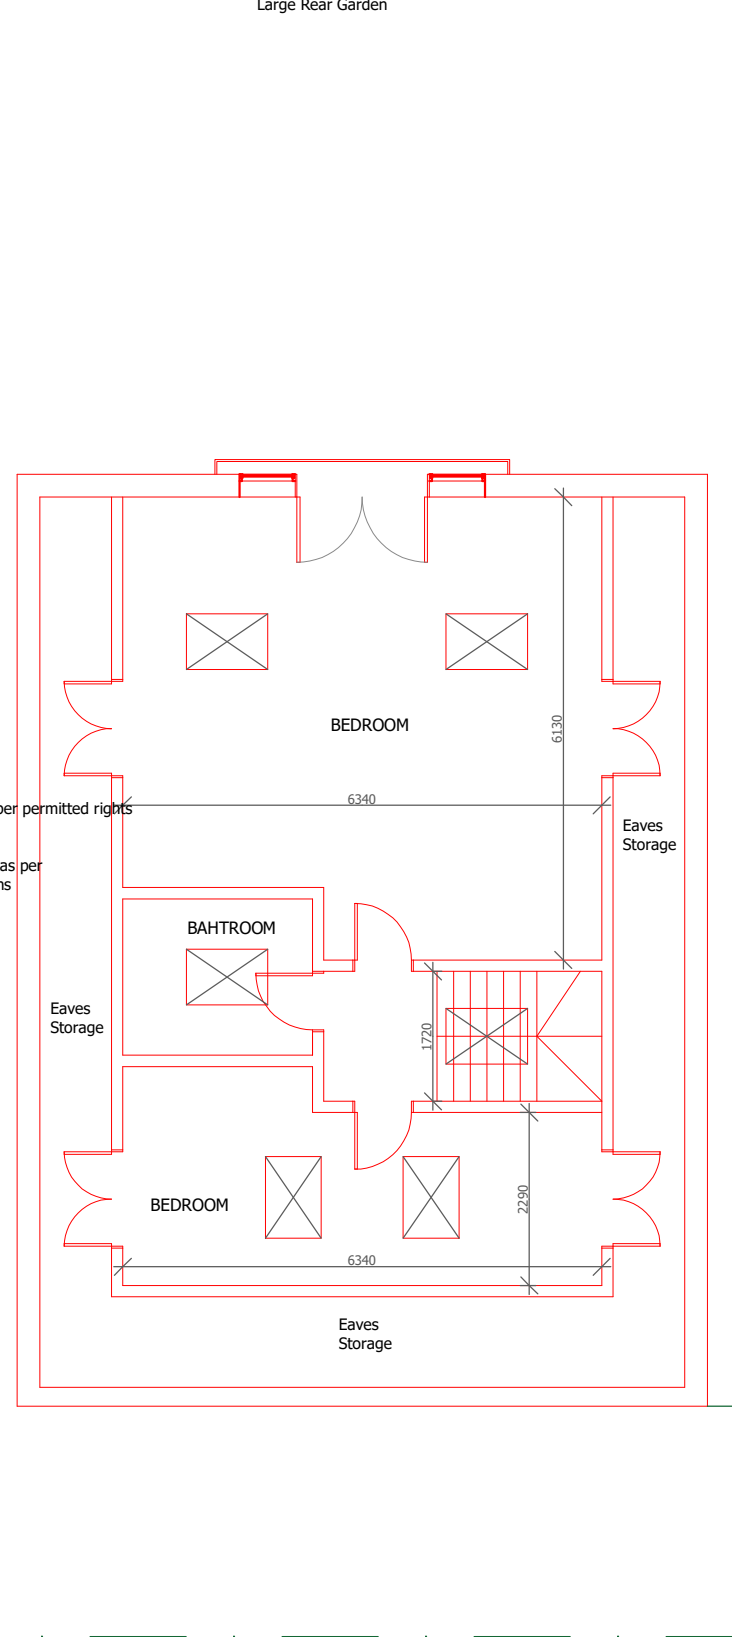 Large Rear Garden
BEDROOM
6130
6340
per permitted rights
Eaves
Storage
as per
ns
BAHTROOM
Eaves
Storage
1720
BEDROOM
2290
6340
Eaves
Storage